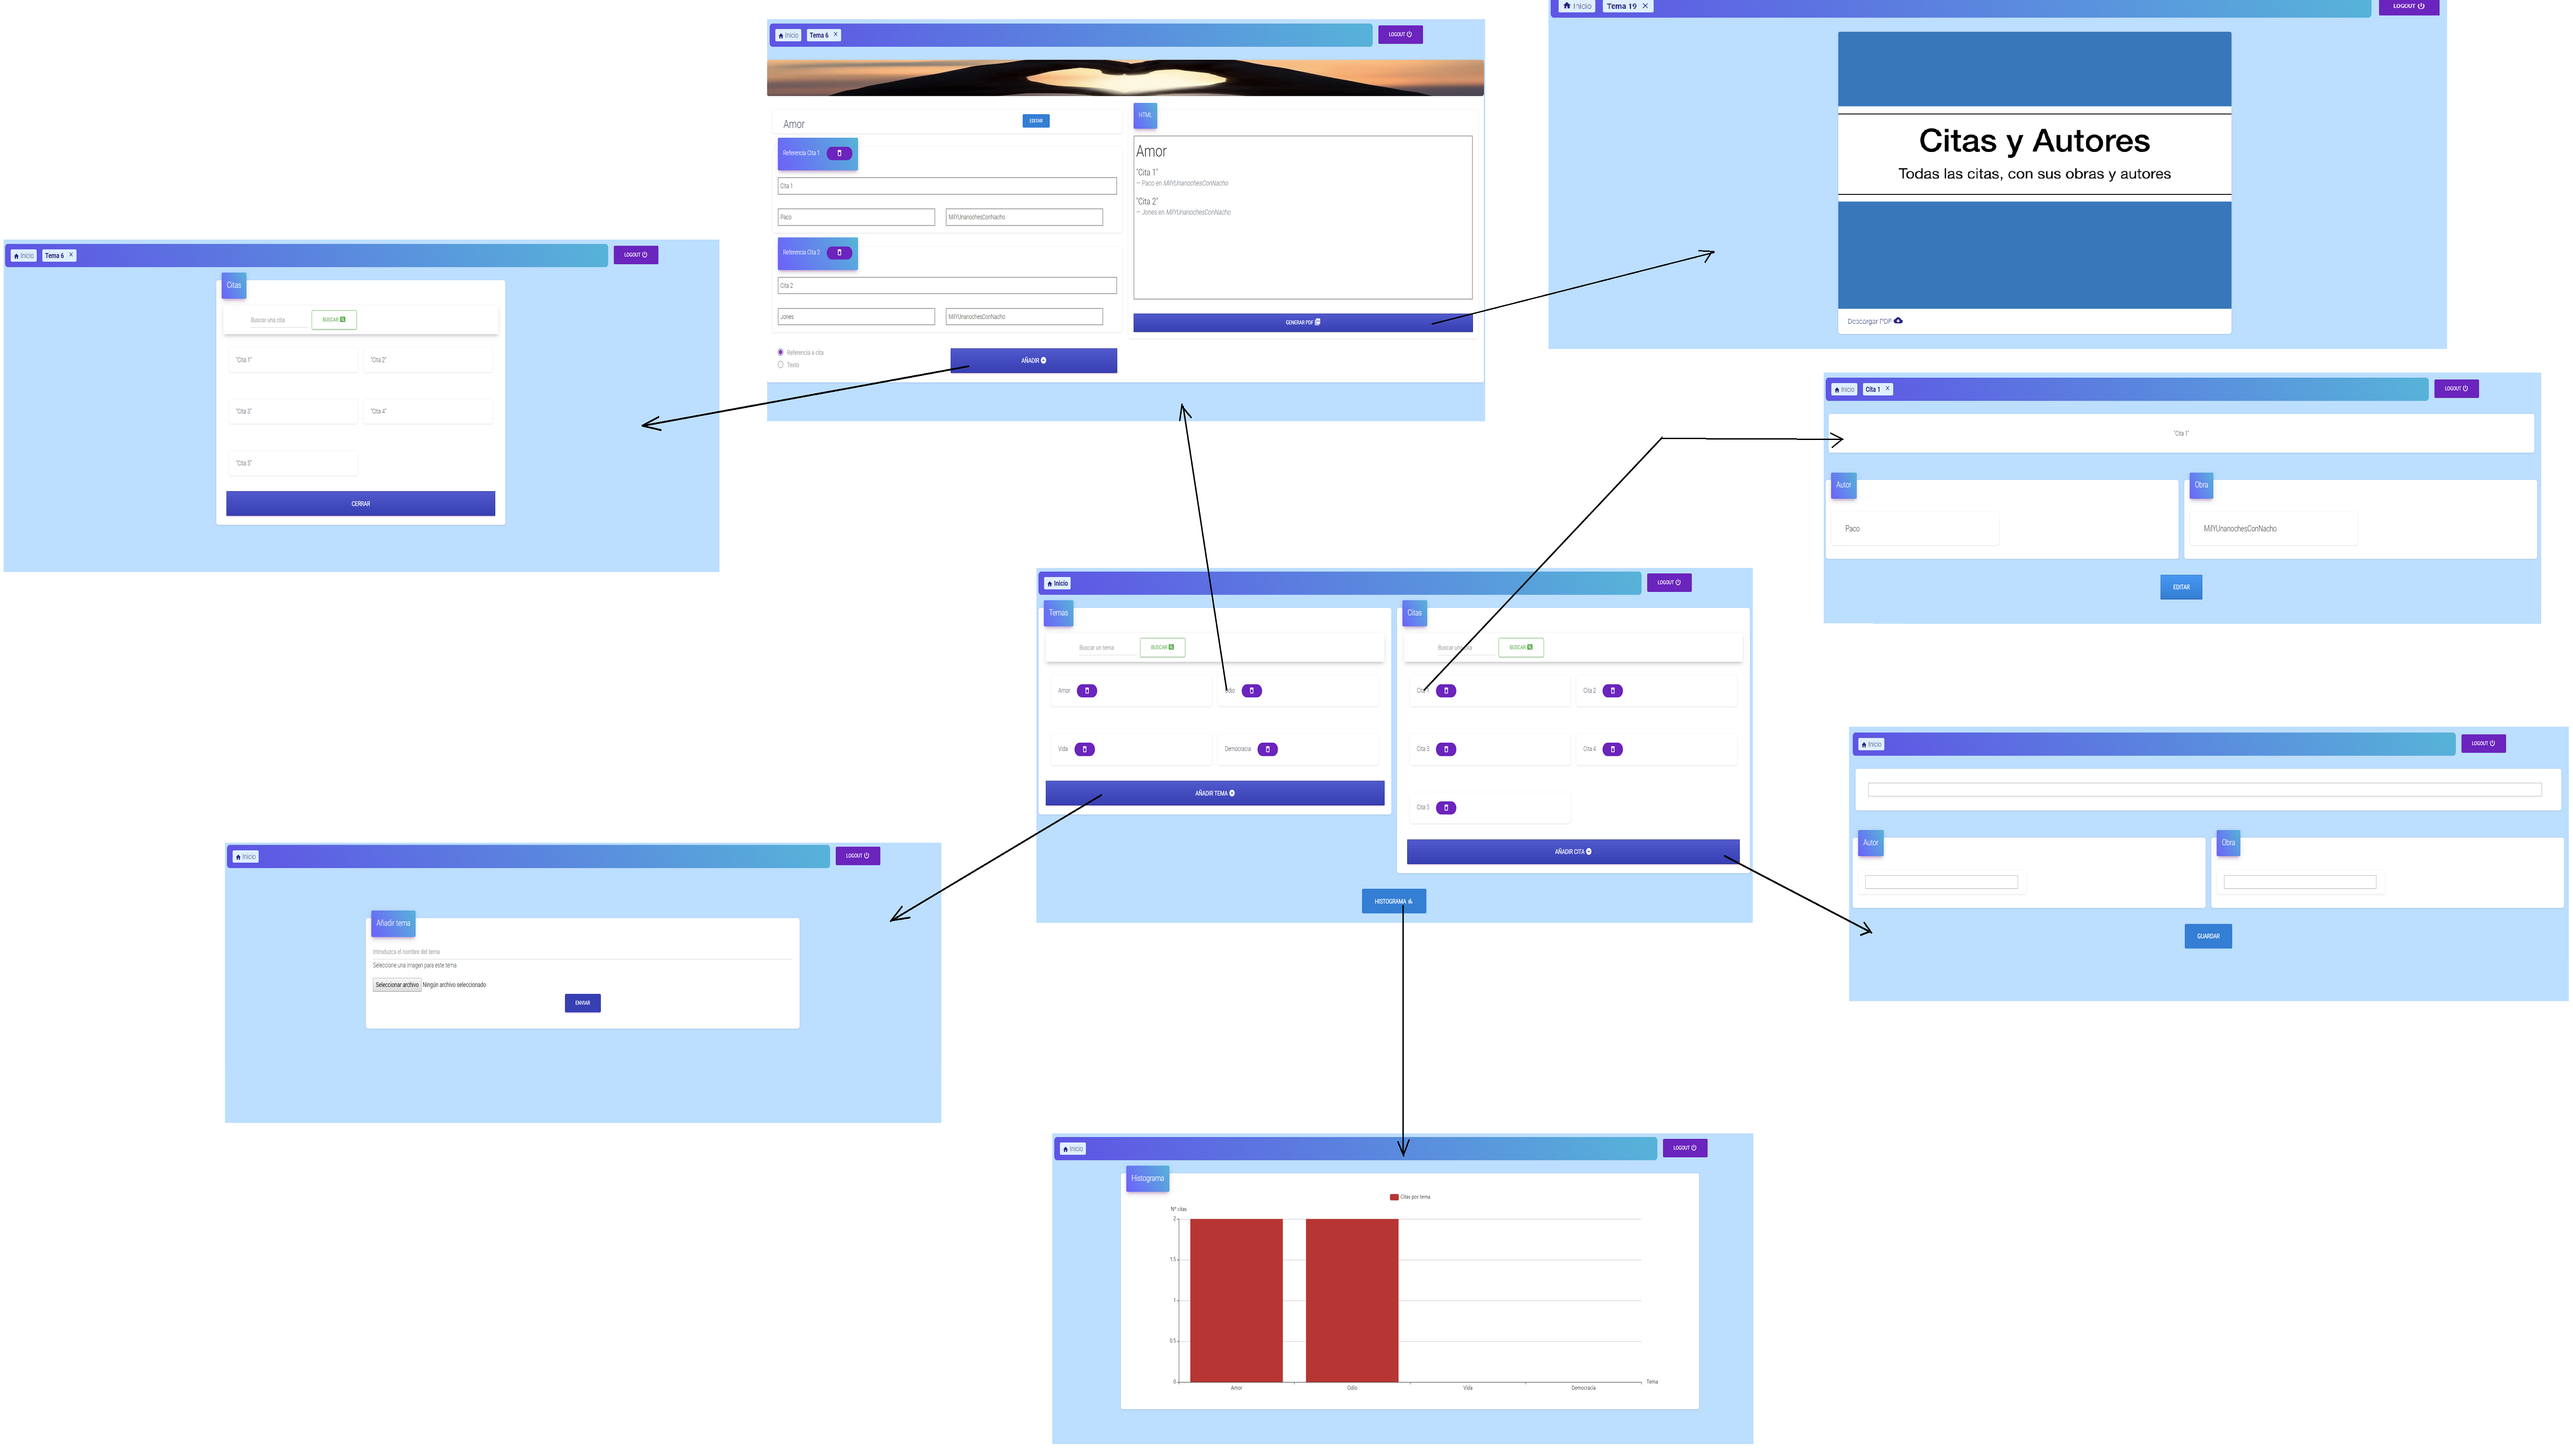 Inicio
Tema 6 X
LOGOUT
Amor
EDITAR
Referencia Cita 1
Cita 1
Paco
MilYUnanochesConNacho
Referencia Cita 2
Cita 2
Jones
MilYUnanochesConNacho
Referencia a cita
Texto
AÑADIR
HTML
Amor
"Cita 1"
— Paco en MilYUnanochesConNacho
"Cita 2"
— Jones en MilYUnanochesConNacho
GENERAR PDF
Inicio
Tema 19 X
LOGOUT
Citas y Autores
Todas las citas, con sus obras y autores
Descargar PDF
Inicio
Tema 6 X
LOGOUT
Citas
Buscar una cita
BUSCAR
"Cita 1"
"Cita 2"
"Cita 3"
"Cita 4"
"Cita 5"
CERRAR
Inicio
Cita 1 X
LOGOUT
"Cita 1"
Autor
Paco
Obra
MilYUnanochesConNacho
EDITAR
Inicio
LOGOUT
Temas
Buscar un tema
BUSCAR
Amor
Odio
Vida
Democracia
AÑADIR TEMA
Citas
Buscar una cita
BUSCAR
Cita 1
Cita 2
Cita 3
Cita 4
Cita 5
AÑADIR CITA
HISTOGRAMA
Inicio
LOGOUT
Autor
Obra
GUARDAR
Inicio
LOGOUT
Añadir tema
Introduzca el nombre del tema
Seleccione una imagen para este tema
Seleccionar archivo Ningún archivo seleccionado
ENVIAR
Inicio
LOGOUT
Histograma
Citas por tema
Nº citas
2
1.5
1
0.5
0
Amor
Odio
Vida
Democracia
Tema